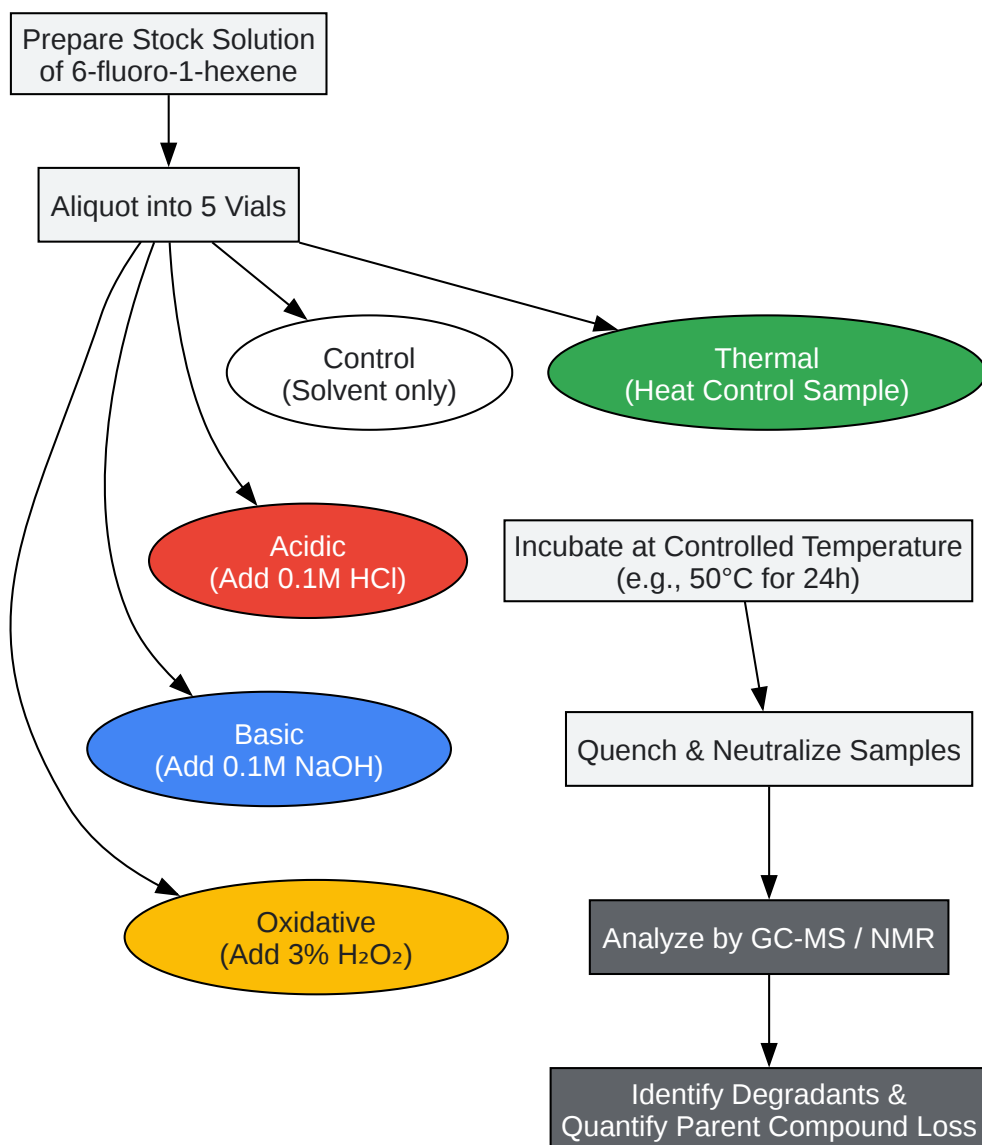 Prepare Stock Solution
of 6-fluoro-1-hexene
Aliquot into 5 Vials
Control
(Solvent only)
Thermal
(Heat Control Sample)
Acidic
(Add 0.1M HCl)
Incubate at Controlled Temperature
(e.g., 50°C for 24h)
Basic
(Add 0.1M NaOH)
Quench & Neutralize Samples
Oxidative
(Add 3% H₂O₂)
Analyze by GC-MS / NMR
Identify Degradants &
Quantify Parent Compound Loss